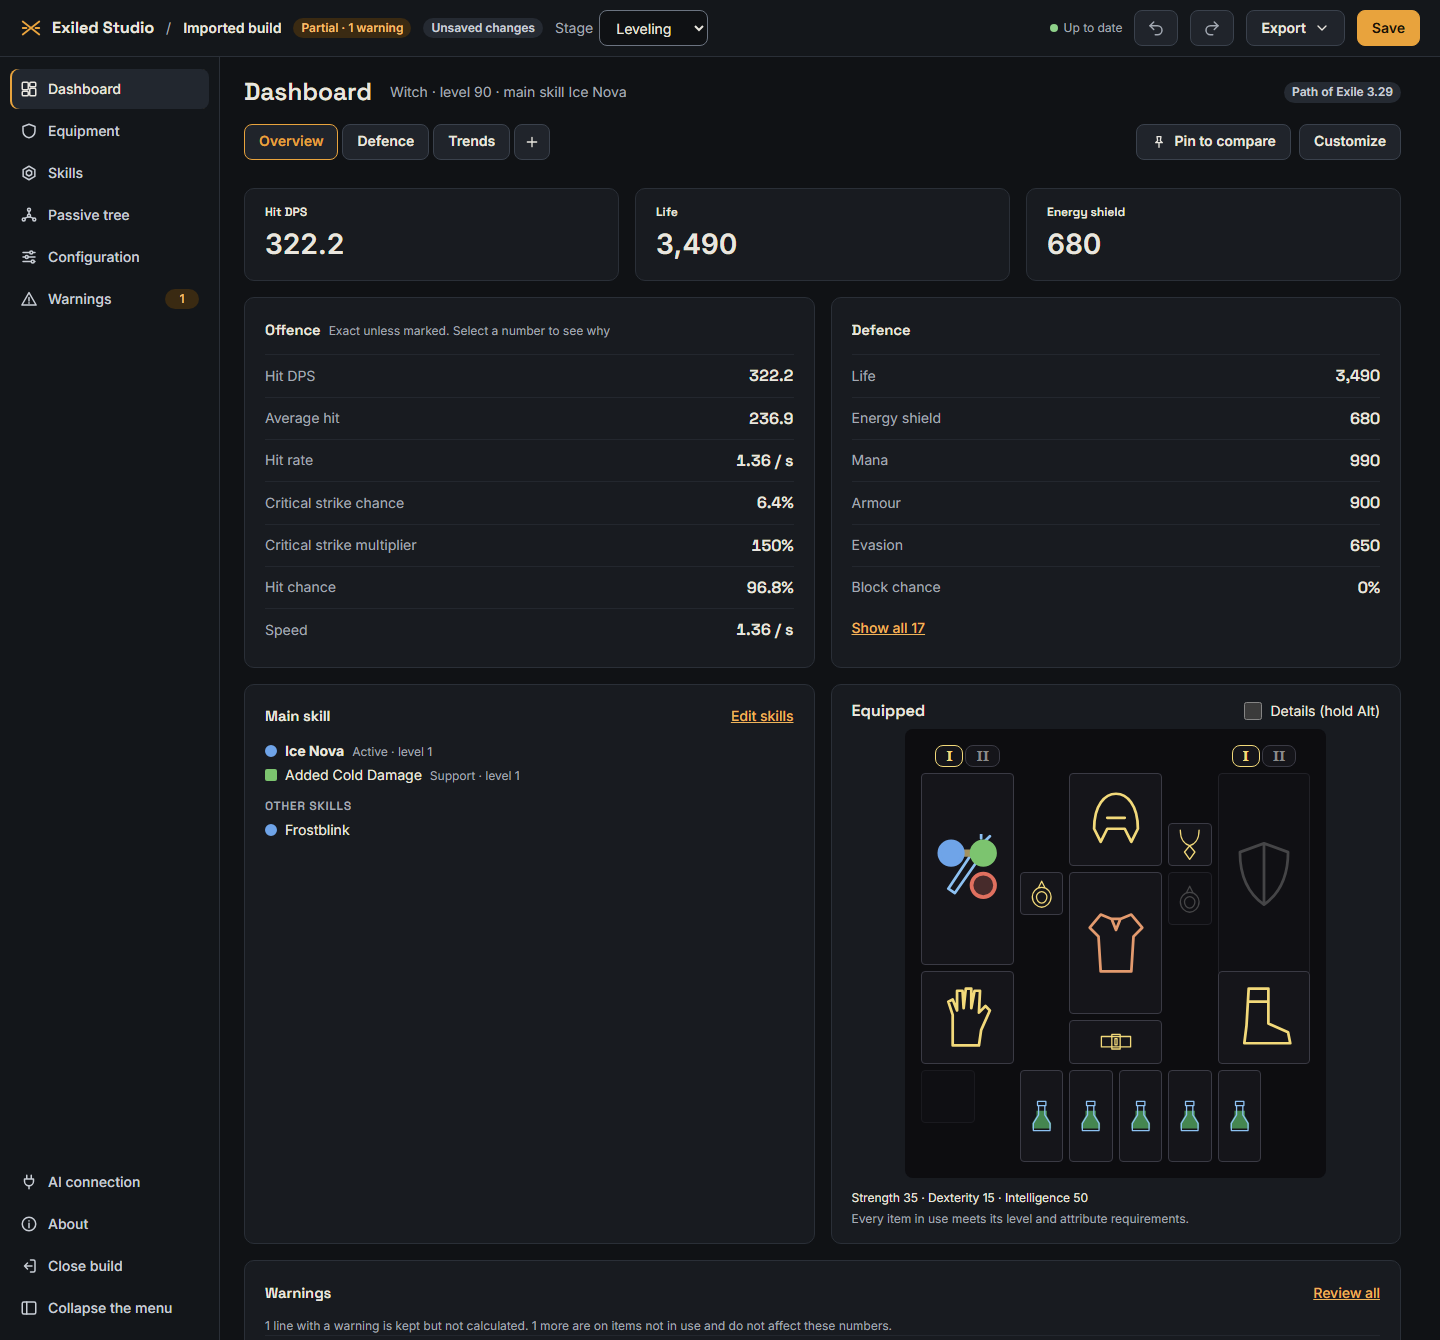 Exiled Studio / Imported build Partial · 1 warning Unsaved changes Stage Leveling Up to date Export Save
Dashboard
Equipment
Skills
Passive tree
Configuration
Warnings 1
AI connection
About
Close build
Collapse the menu
Dashboard Witch · level 90 · main skill Ice Nova Path of Exile 3.29
Overview Defence Trends + Pin to compare Customize
Hit DPS
322.2
Life
3,490
Energy shield
680
Offence Exact unless marked. Select a number to see why
Hit DPS 322.2
Average hit 236.9
Hit rate 1.36 / s
Critical strike chance 6.4%
Critical strike multiplier 150%
Hit chance 96.8%
Speed 1.36 / s
Defence
Life 3,490
Energy shield 680
Mana 990
Armour 900
Evasion 650
Block chance 0%
Show all 17
Main skill Edit skills
Ice Nova Active · level 1
Added Cold Damage Support · level 1
OTHER SKILLS
Frostblink
Equipped Details (hold Alt)
I II I II
Strength 35 · Dexterity 15 · Intelligence 50
Every item in use meets its level and attribute requirements.
Warnings Review all
1 line with a warning is kept but not calculated. 1 more are on items not in use and do not affect these numbers.